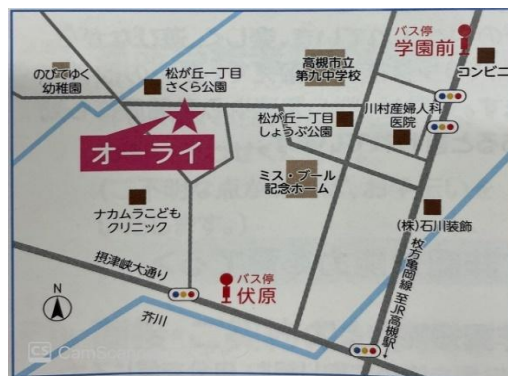 バス停
学園前
コンビニ
高槻市立
第九中学校
のびてゆく
幼稚園
松が丘一丁目
さくら公園
松が丘一丁目
しょうぶ公園
川村産婦人科
医院
オーライ
ミス・ブール
記念ホーム
ナカムラこども
クリニック
(株)石川装飾
摂津峡大通り
バス停
伏原
枚方亀岡線 至JR高槻駅
芥川
N
CS CamSc